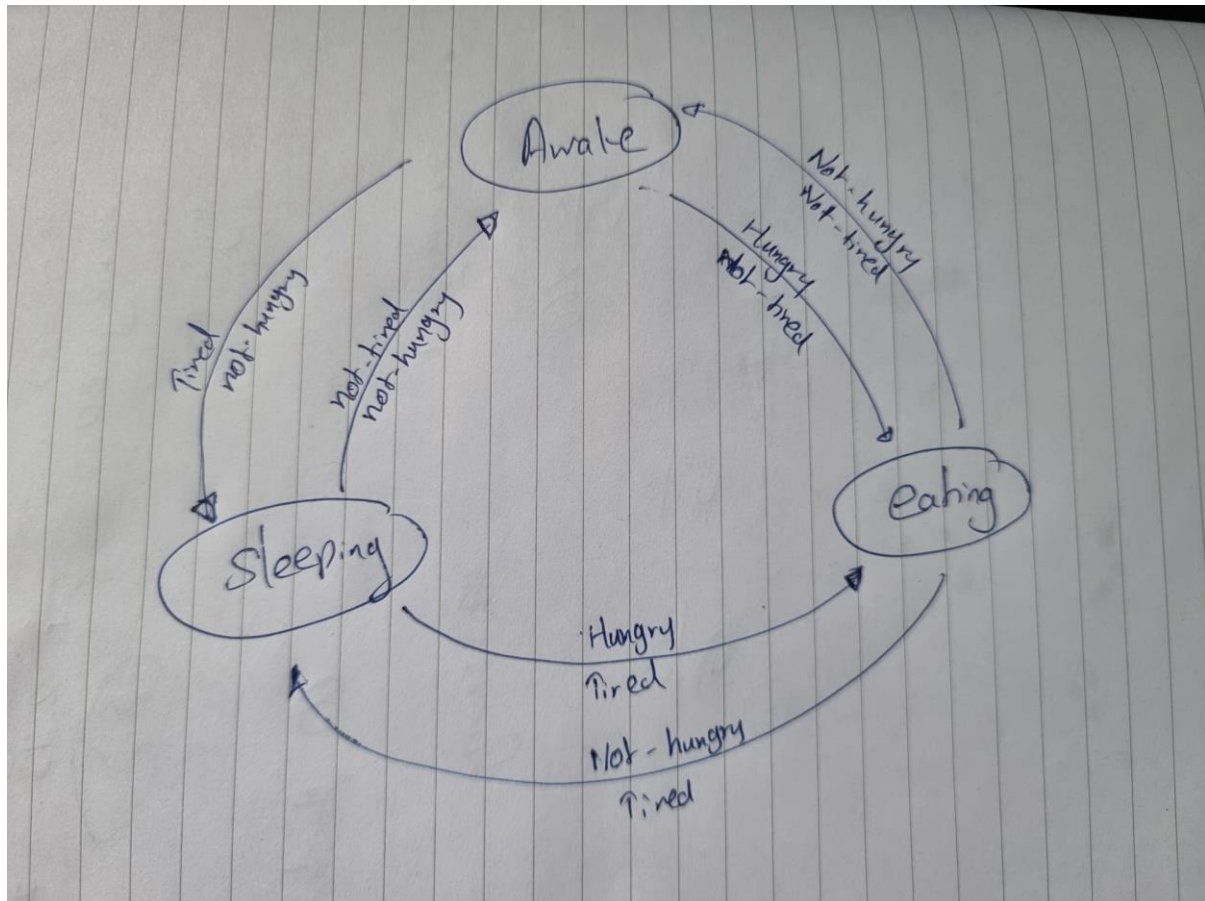 Awake
Not-hungry
Not-tired
Hungry
Not-tired
Tired
not-hungry
not-tired
not-hungry
eating
Sleeping
Hungry
Tired
Not-hungry
Tired